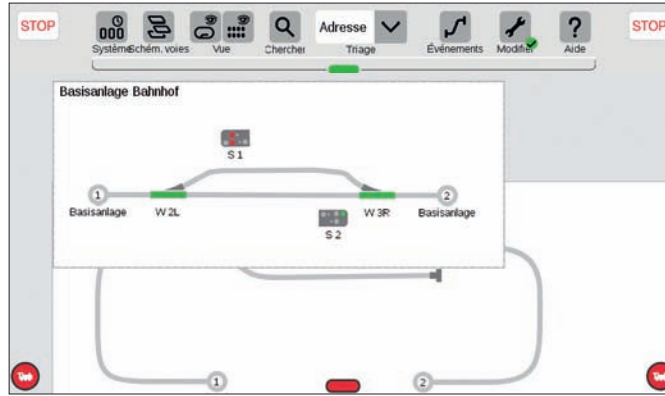 STOP
000
Adresse
?
STOP
Système
Schém. voies
Vue
Chercher
Triage
Événements
Modifier
Aide
Basisanlage Bahnhof
S 1
1
2
Basisanlage
W 2L
W 3R
Basisanlage
S 2
1
2